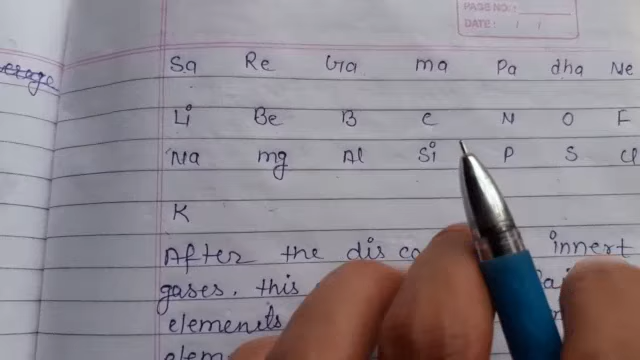 PAGE NO.:
DATE: / /
Sa Re Ga ma Pa dha Ne
Li Be B C N O F
Na mg Al Si P S Cl
K
After the innert
gases. this
elements